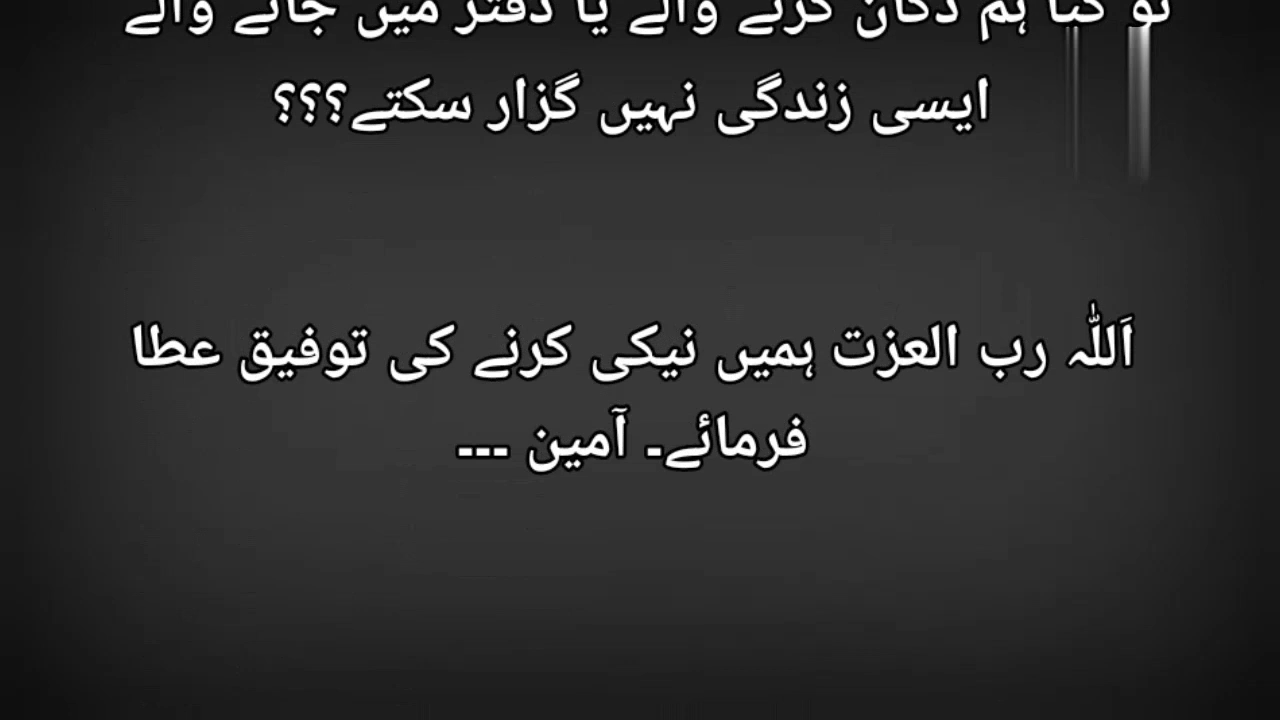 تو کیا ہم دکان کرنے والے یا دفتر میں جانے والے
ایسی زندگی نہیں گزار سکتے؟؟؟
اَللّٰہ رب العزت ہمیں نیکی کرنے کی توفیق عطا
فرمائے۔ آمین ۔۔۔